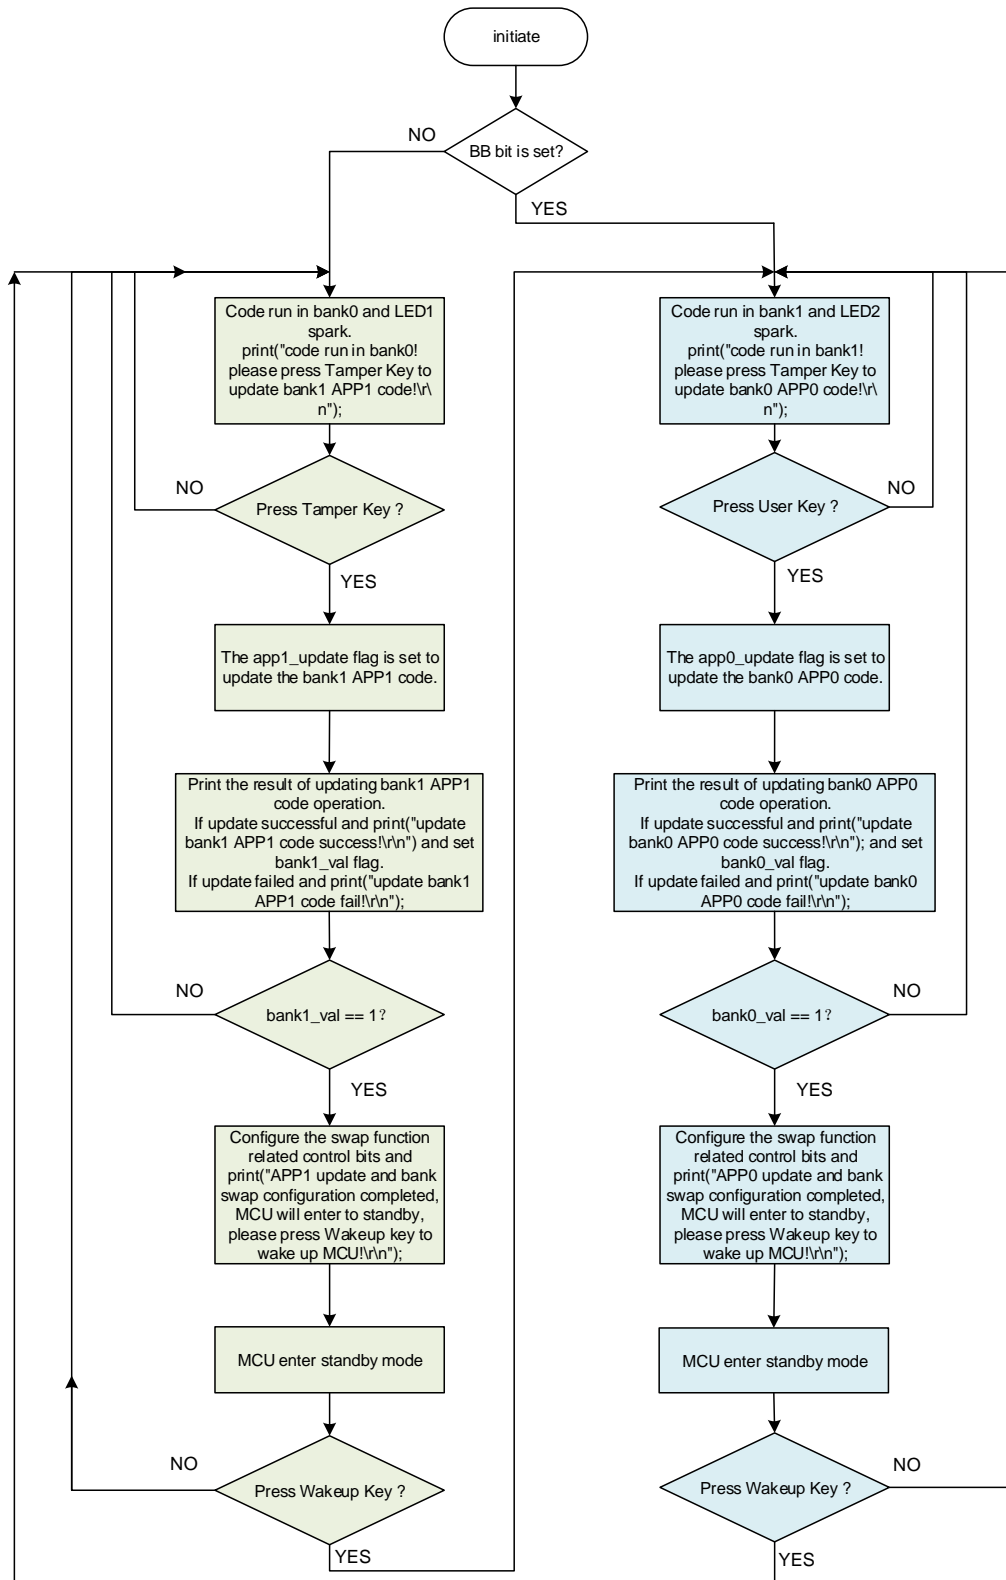 initiate
NO
BB bit is set?
YES
Code run in bank0 and LED1
spark.
print("code run in bank0!
please press Tamper Key to
update bank1 APP1 code!\r\
n");
NO
Press Tamper Key ?
YES
The app1_update flag is set to
update the bank1 APP1 code.
Print the result of updating bank1 APP1
code operation.
If update successful and print("update
bank1 APP1 code success!\r\n") and set
bank1_val flag.
If update failed and print("update bank1
APP1 code fail!\r\n");
NO
bank1_val == 1?
YES
Configure the swap function
related control bits and
print("APP1 update and bank
swap configuration completed,
MCU will enter to standby,
please press Wakeup key to
wake up MCU!\r\n");
MCU enter standby mode
NO
Press Wakeup Key ?
YES
Code run in bank1 and LED2
spark.
print("code run in bank1!
please press Tamper Key to
update bank0 APP0 code!\r\
n");
NO
Press User Key ?
YES
The app0_update flag is set to
update the bank0 APP0 code.
Print the result of updating bank0 APP0
code operation.
If update successful and print("update
bank0 APP0 code success!\r\n"); and set
bank0_val flag.
If update failed and print("update bank0
APP0 code fail!\r\n");
NO
bank0_val == 1?
YES
Configure the swap function
related control bits and
print("APP0 update and bank
swap configuration completed,
MCU will enter to standby,
please press Wakeup key to
wake up MCU!\r\n");
MCU enter standby mode
NO
Press Wakeup Key ?
YES